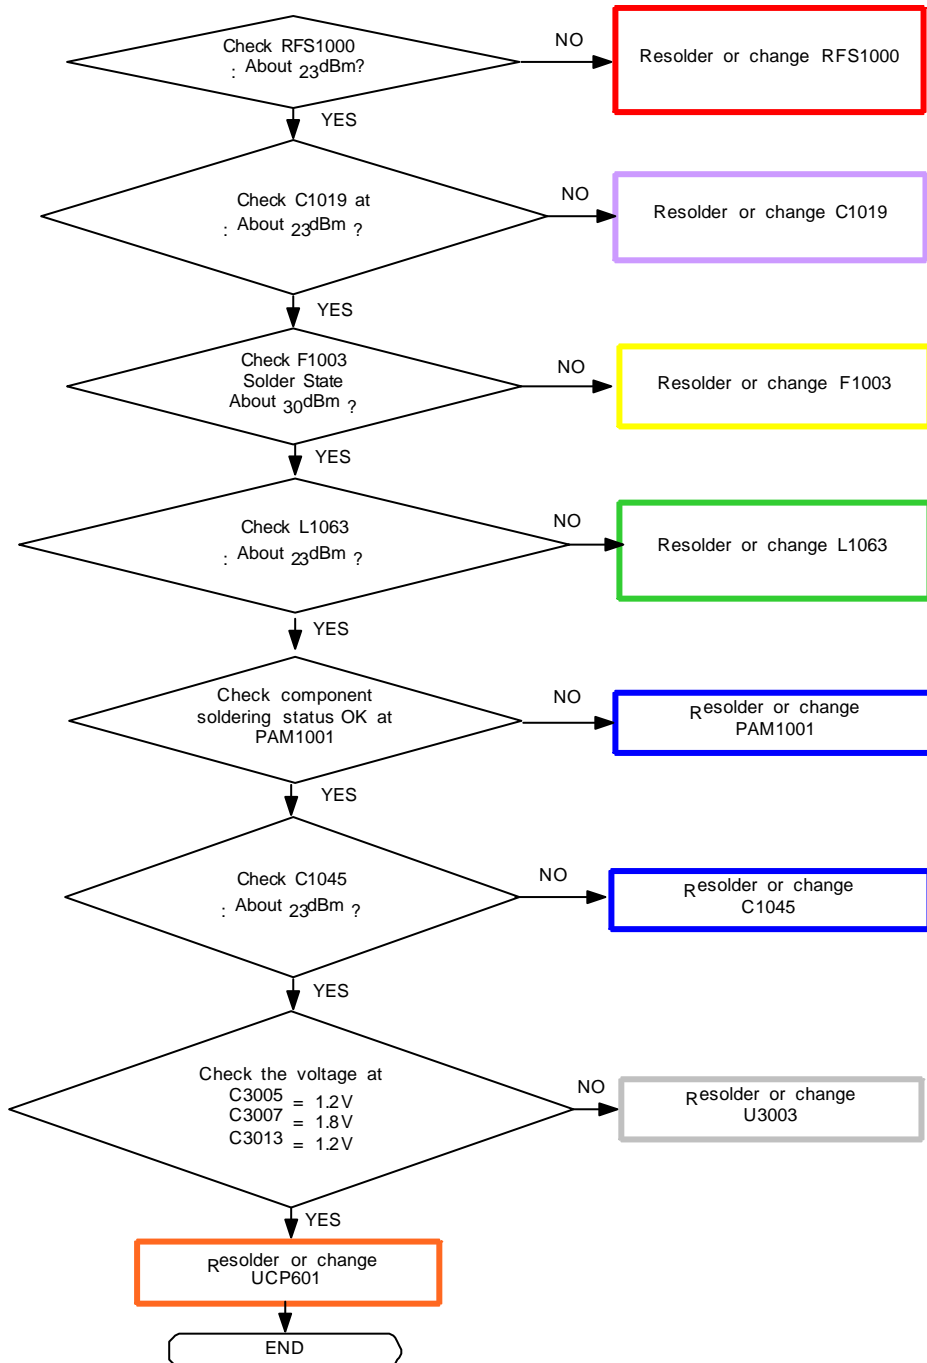 Check RFS1000
: About 23dBm?
NO
Resolder or change RFS1000
YES
Check C1019 at
: About 23dBm ?
NO
Resolder or change C1019
YES
Check F1003
Solder State
About 30dBm ?
NO
Resolder or change F1003
YES
Check L1063
: About 23dBm ?
NO
Resolder or change L1063
YES
Check component
soldering status OK at
PAM1001
NO
Resolder or change
PAM1001
YES
Check C1045
: About 23dBm ?
NO
Resolder or change
C1045
YES
Check the voltage at
C3005 = 1.2V
C3007 = 1.8V
C3013 = 1.2V
NO
Resolder or change
U3003
YES
Resolder or change
UCP601
END